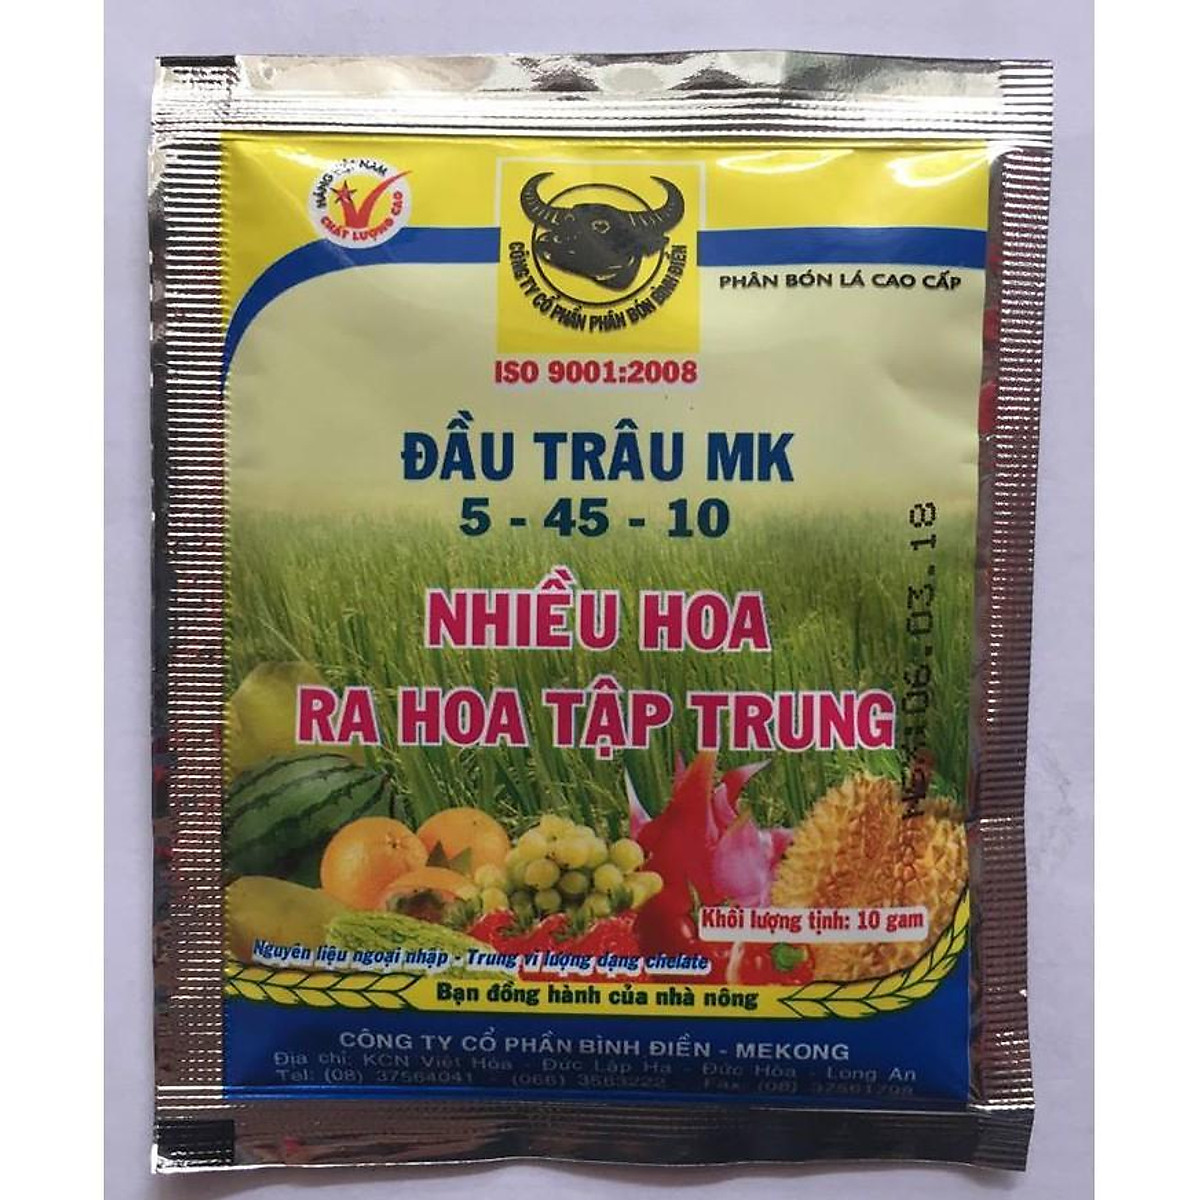 HÀNG VIỆT NAM
CHẤT LƯỢNG CAO
CÔNG TY CỔ PHẦN PHÂN BÓN BÌNH ĐIỀN
PHÂN BÓN LÁ CAO CẤP
ISO 9001:2008
ĐẦU TRÂU MK
5 - 45 - 10
NHIỀU HOA
RA HOA TẬP TRUNG
06.03.18
Khối lượng tịnh: 10 gam
Nguyên liệu ngoại nhập - Trung vi lượng dạng chelate
Bạn đồng hành của nhà nông
CÔNG TY CỔ PHẦN BÌNH ĐIỀN - MEKONG
Địa chỉ: KCN Việt Hóa - Đức Lập Hạ - Đức Hòa - Long An
Tel: (08) 37564041 - (066) 3563222 Fax: (08) 37561798